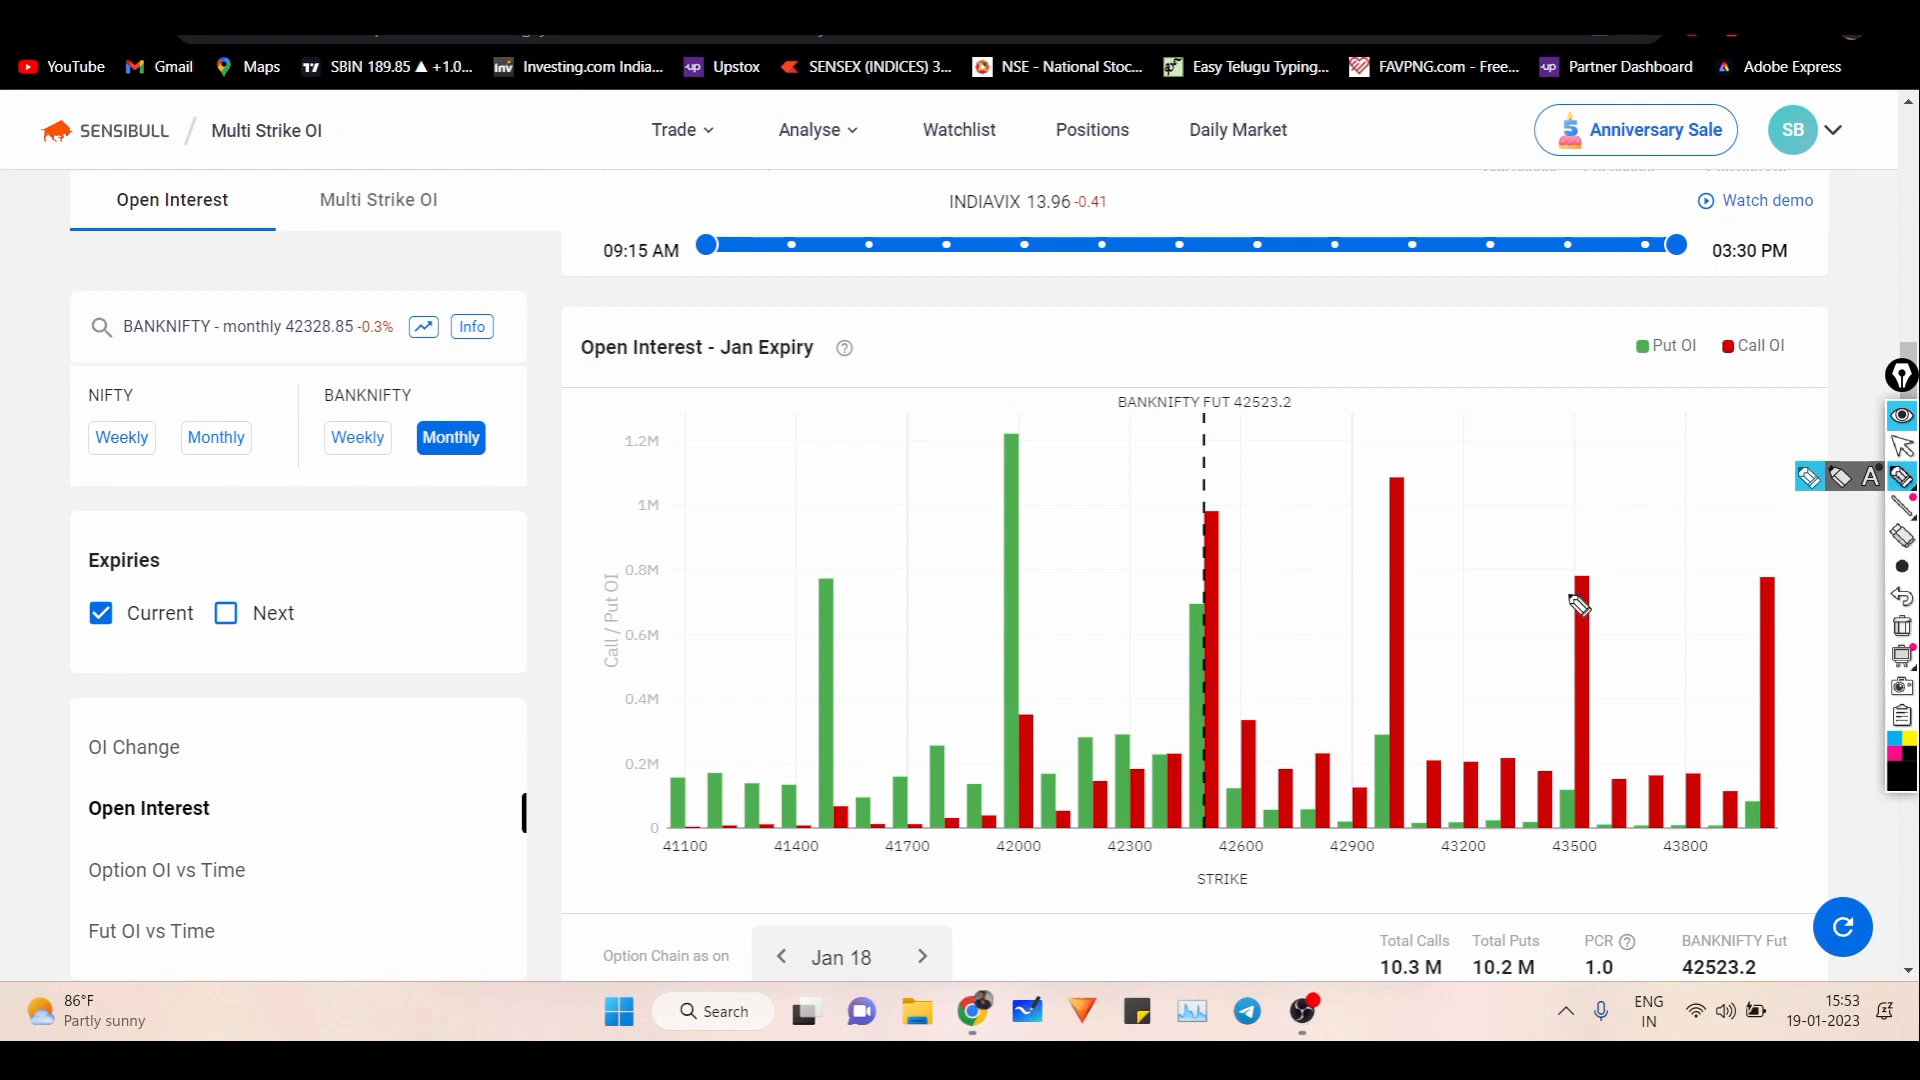 YouTube
Gmail
Maps
SBIN 189.85 ▲ +1.0...
Investing.com India...
Upstox
SENSEX (INDICES) 3...
NSE - National Stoc...
Easy Telugu Typing...
FAVPNG.com - Free...
Partner Dashboard
Adobe Express
SENSIBULL / Multi Strike OI
Trade
Analyse
Watchlist
Positions
Daily Market
Anniversary Sale
SB
Open Interest
Multi Strike OI
INDIAVIX 13.96 -0.41
Watch demo
09:15 AM
03:30 PM
BANKNIFTY - monthly 42328.85 -0.3%
Info
NIFTY
BANKNIFTY
Weekly
Monthly
Weekly
Monthly
Expiries
Current
Next
OI Change
Open Interest
Option OI vs Time
Fut OI vs Time
Open Interest - Jan Expiry
Put OI
Call OI
BANKNIFTY FUT 42523.2
Call / Put OI
1.2M
1M
0.8M
0.6M
0.4M
0.2M
0
41100 41400 41700 42000 42300 42600 42900 43200 43500 43800
STRIKE
Option Chain as on
Jan 18
Total Calls
10.3 M
Total Puts
10.2 M
PCR
1.0
BANKNIFTY Fut
42523.2
86°F
Partly sunny
Search
ENG
IN
15:53
19-01-2023